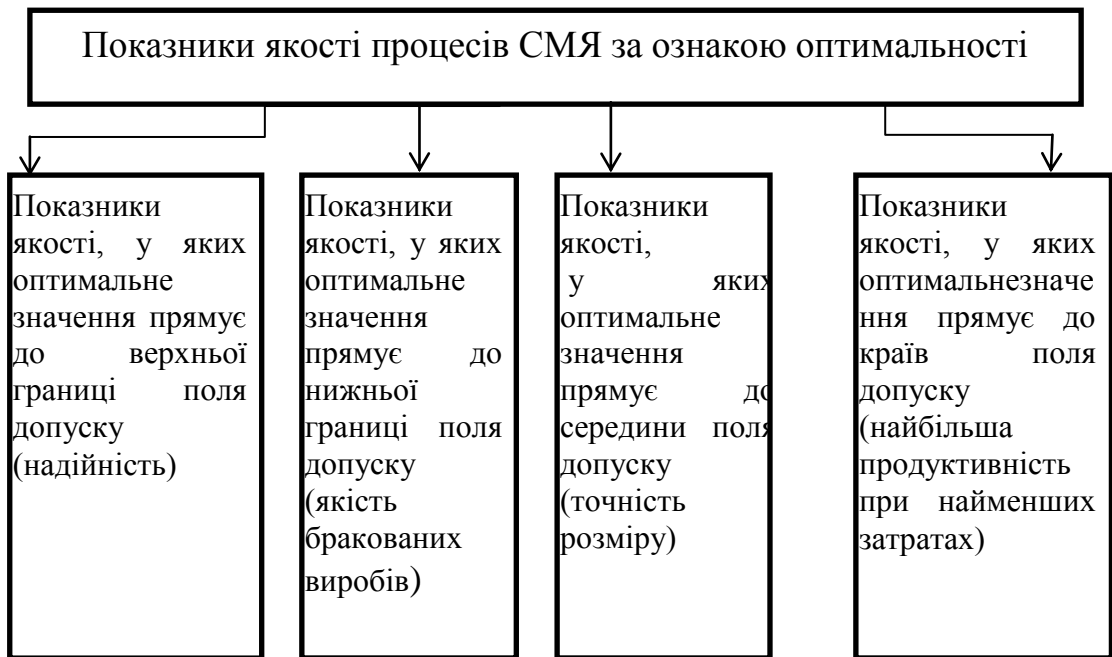 Показники якості процесів СМЯ за ознакою оптимальності
Показники
якості, у яких
оптимальне
значення прямує
до верхньої
границі поля
допуску
(надійність)
Показники
якості, у яких
оптимальне
значення
прямує до
нижньої
границі поля
допуску
(якість
бракованих
виробів)
Показники
якості,
у яких
оптимальне
значення
прямує до
середини поля
допуску
(точність
розміру)
Показники
якості, у яких
оптимальнезначе
ння прямує до
країв поля
допуску
(найбільша
продуктивність
при найменших
затратах)